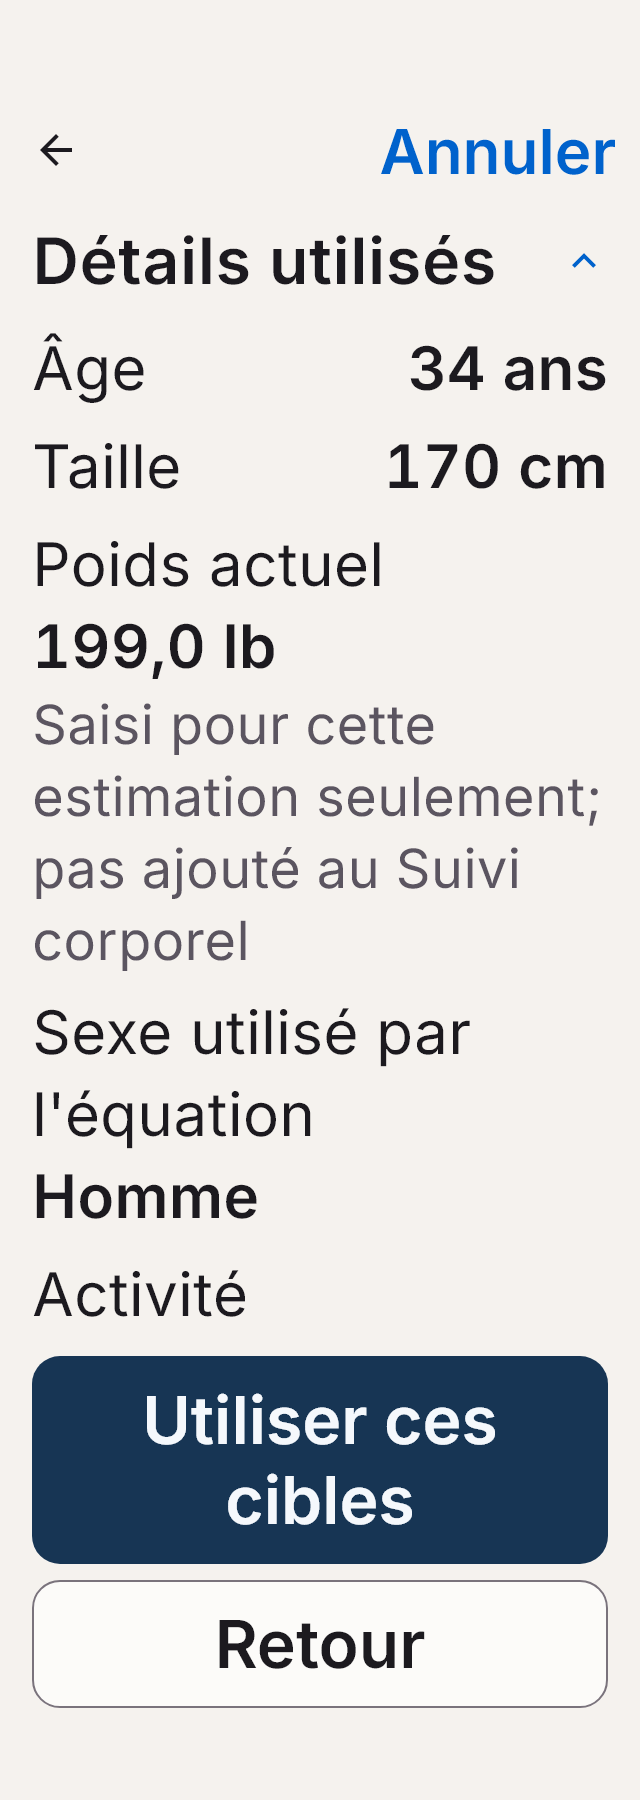 Annuler
Détails utilisés
Âge 34 ans
Taille 170 cm
Poids actuel
199,0 lb
Saisi pour cette
estimation seulement;
pas ajouté au Suivi
corporel
Sexe utilisé par
l'équation
Homme
Activité
Utiliser ces
cibles
Retour